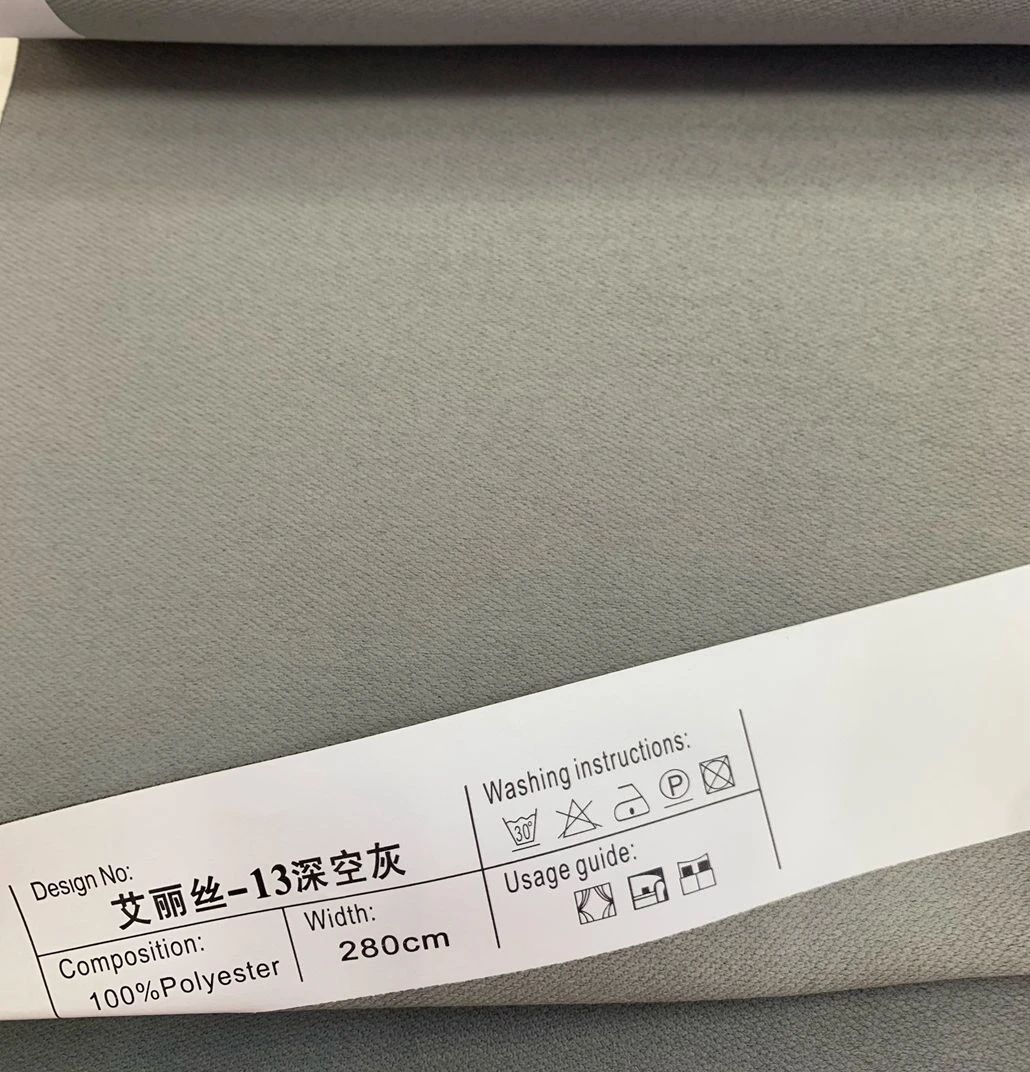 Design No:
艾丽丝-13深空灰
Composition:
100%Polyester
Width:
280cm
Washing instructions:
30°
P
Usage guide: